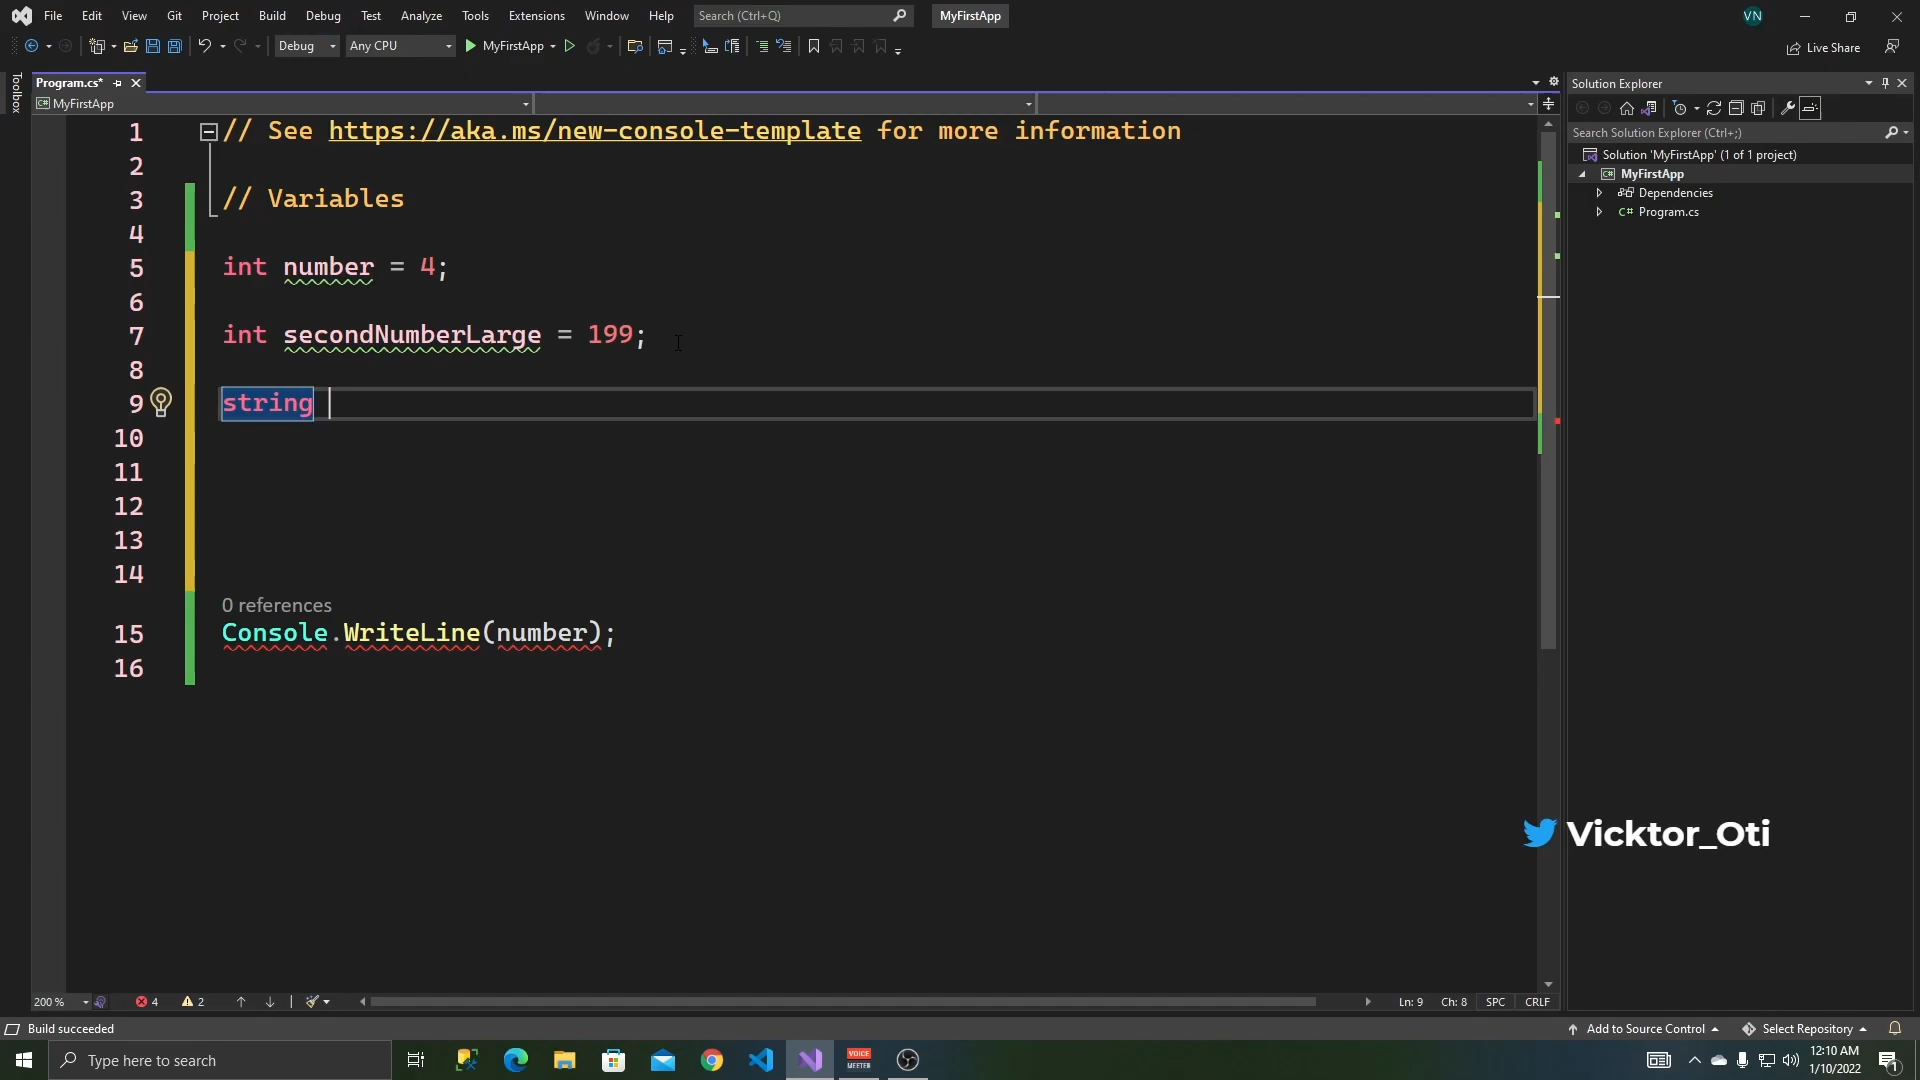 File Edit View Git Project Build Debug Test Analyze Tools Extensions Window Help Search (Ctrl+Q) MyFirstApp VN
Debug Any CPU MyFirstApp Live Share
Toolbox
Program.cs*
MyFirstApp
1 // See https://aka.ms/new-console-template for more information
2
3 // Variables
4
5 int number = 4;
6
7 int secondNumberLarge = 199;
8
9 string
10
11
12
13
14
0 references
15 Console.WriteLine(number);
16
Solution Explorer
Search Solution Explorer (Ctrl+;)
Solution 'MyFirstApp' (1 of 1 project)
C# MyFirstApp
Dependencies
C# Program.cs
Vicktor_Oti
200 % 4 2 Ln: 9 Ch: 8 SPC CRLF
Build succeeded Add to Source Control Select Repository
Type here to search
VOICE
MEETER
12:10 AM
1/10/2022
1